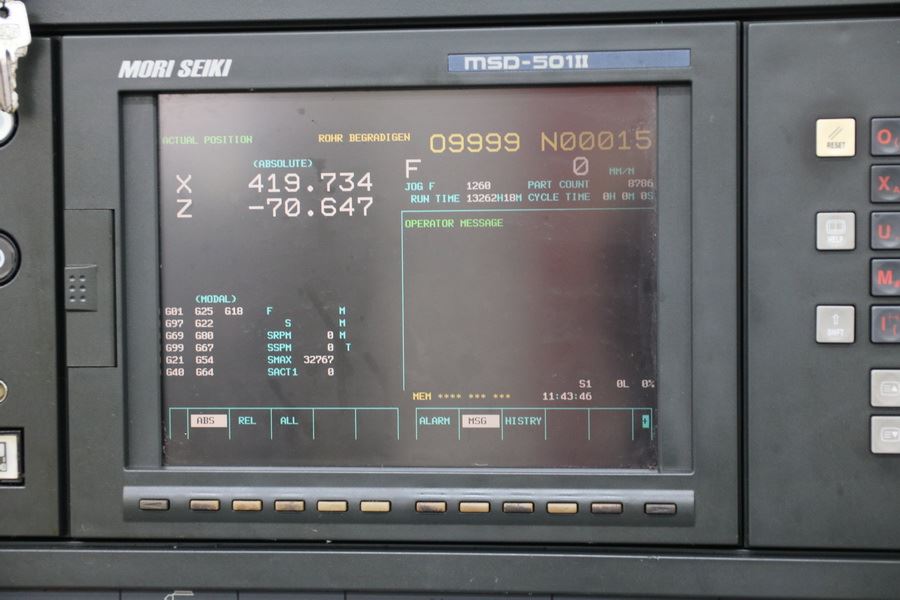 MORI SEIKI
MSD-501II
ACTUAL POSITION ROHR BEGRADIGEN O9999 N00015
(ABSOLUTE) F 0 MM/M
X 419.734
Z -70.647
JOG F 1260 PART COUNT 8786
RUN TIME 13262H18M CYCLE TIME 0H 0M 0S
OPERATOR MESSAGE
(MODAL)
G01 G25 G18 F M
G97 G22 S M
G69 G80 SRPM 0 M
G99 G67 SSPM 0 T
G21 G54 SMAX 32767
G40 G64 SACT1 0
S1 0L 0%
MEM **** *** *** 11:43:46
ABS REL ALL ALARM MSG HISTRY
RESET
HELP
SHIFT
O
X
U
M
I